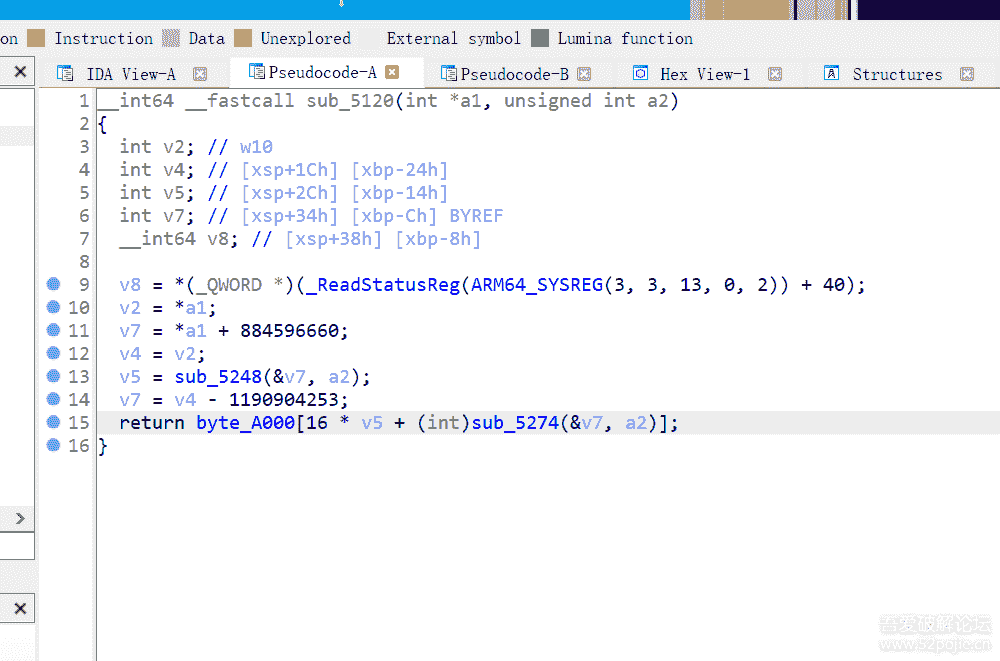 on Instruction Data Unexplored External symbol Lumina function
IDA View-A Pseudocode-A Pseudocode-B Hex View-1 Structures
1 __int64 __fastcall sub_5120(int *a1, unsigned int a2)
2 {
3 int v2; // w10
4 int v4; // [xsp+1Ch] [xbp-24h]
5 int v5; // [xsp+2Ch] [xbp-14h]
6 int v7; // [xsp+34h] [xbp-Ch] BYREF
7 __int64 v8; // [xsp+38h] [xbp-8h]
8
9 v8 = *(_QWORD *)(_ReadStatusReg(ARM64_SYSREG(3, 3, 13, 0, 2)) + 40);
10 v2 = *a1;
11 v7 = *a1 + 884596660;
12 v4 = v2;
13 v5 = sub_5248(&v7, a2);
14 v7 = v4 - 1190904253;
15 return byte_A000[16 * v5 + (int)sub_5274(&v7, a2)];
16 }
吾爱破解论坛
www.52pojie.cn